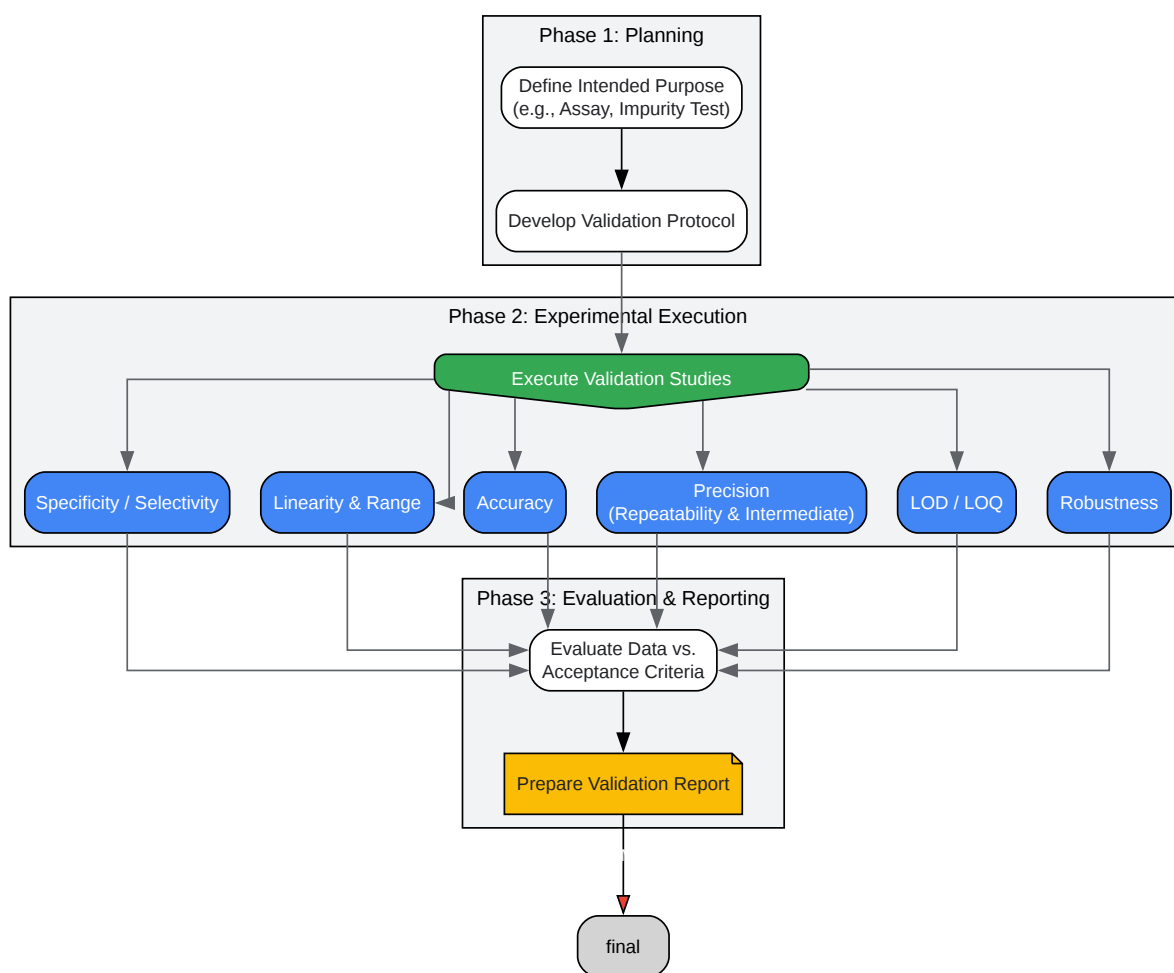 Phase 1: Planning
Define Intended Purpose
(e.g., Assay, Impurity Test)
Develop Validation Protocol
Phase 2: Experimental Execution
Execute Validation Studies
Specificity / Selectivity
Linearity & Range
Accuracy
Precision
(Repeatability & Intermediate)
LOD / LOQ
Robustness
Phase 3: Evaluation & Reporting
Evaluate Data vs.
Acceptance Criteria
Prepare Validation Report
final